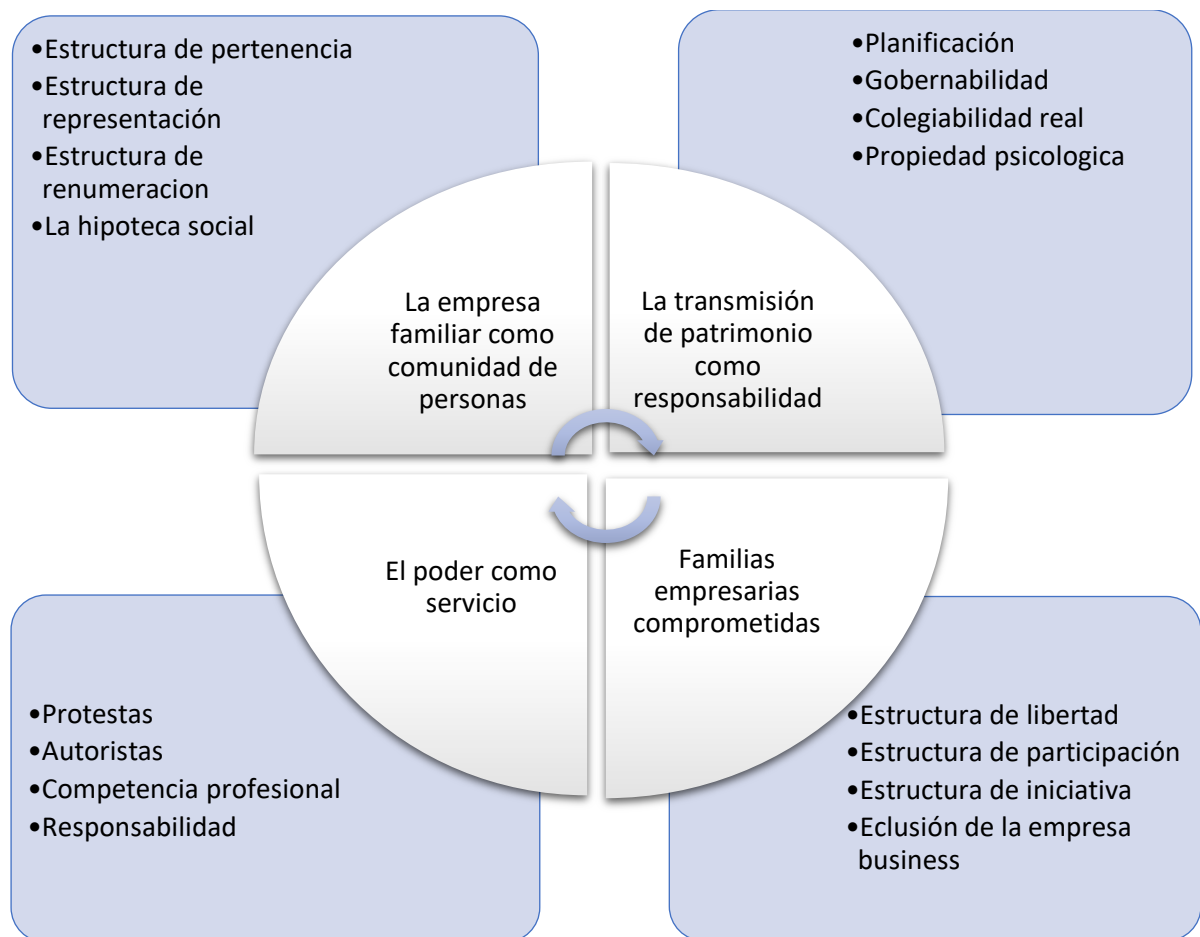 •Estructura de pertenencia
•Estructura de
representación
•Estructura de
renumeracion
•La hipoteca social
•Planificación
•Gobernabilidad
•Colegiabilidad real
•Propiedad psicologica
La empresa
familiar como
comunidad de
personas
La transmisión
de patrimonio
como
responsabilidad
El poder como
servicio
Familias
empresarias
comprometidas
•Protestas
•Autoristas
•Competencia profesional
•Responsabilidad
•Estructura de libertad
•Estructura de participación
•Estructura de iniciativa
•Eclusión de la empresa
business